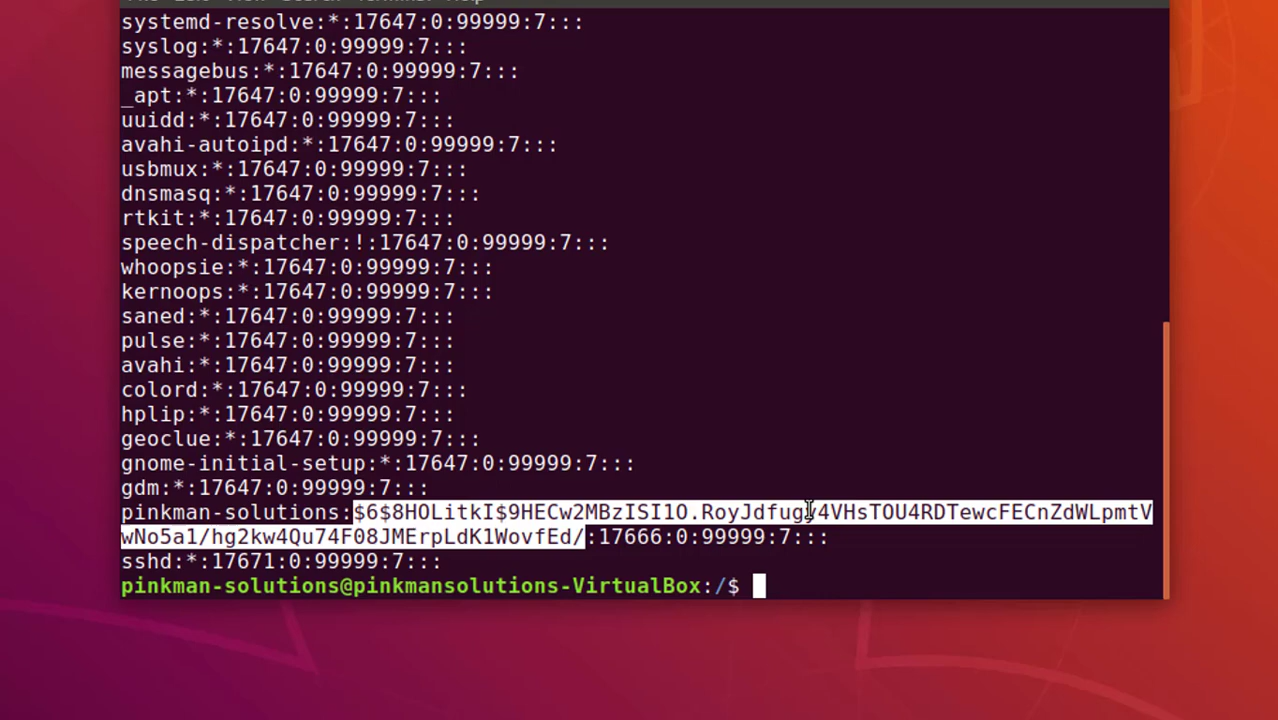 systemd-resolve:*:17647:0:99999:7:::
syslog:*:17647:0:99999:7:::
messagebus:*:17647:0:99999:7:::
_apt:*:17647:0:99999:7:::
uuidd:*:17647:0:99999:7:::
avahi-autoipd:*:17647:0:99999:7:::
usbmux:*:17647:0:99999:7:::
dnsmasq:*:17647:0:99999:7:::
rtkit:*:17647:0:99999:7:::
speech-dispatcher:!:17647:0:99999:7:::
whoopsie:*:17647:0:99999:7:::
kernoops:*:17647:0:99999:7:::
saned:*:17647:0:99999:7:::
pulse:*:17647:0:99999:7:::
avahi:*:17647:0:99999:7:::
colord:*:17647:0:99999:7:::
hplip:*:17647:0:99999:7:::
geoclue:*:17647:0:99999:7:::
gnome-initial-setup:*:17647:0:99999:7:::
gdm:*:17647:0:99999:7:::
pinkman-solutions:$6$8HOLitkI$9HECw2MBzISI1O.RoyJdfugy4VHsTOU4RDTewcFECnZdWLpmtV
wNo5a1/hg2kw4Qu74F08JMErpLdK1WovfEd/:17666:0:99999:7:::
sshd:*:17671:0:99999:7:::
pinkman-solutions@pinkmansolutions-VirtualBox:/$